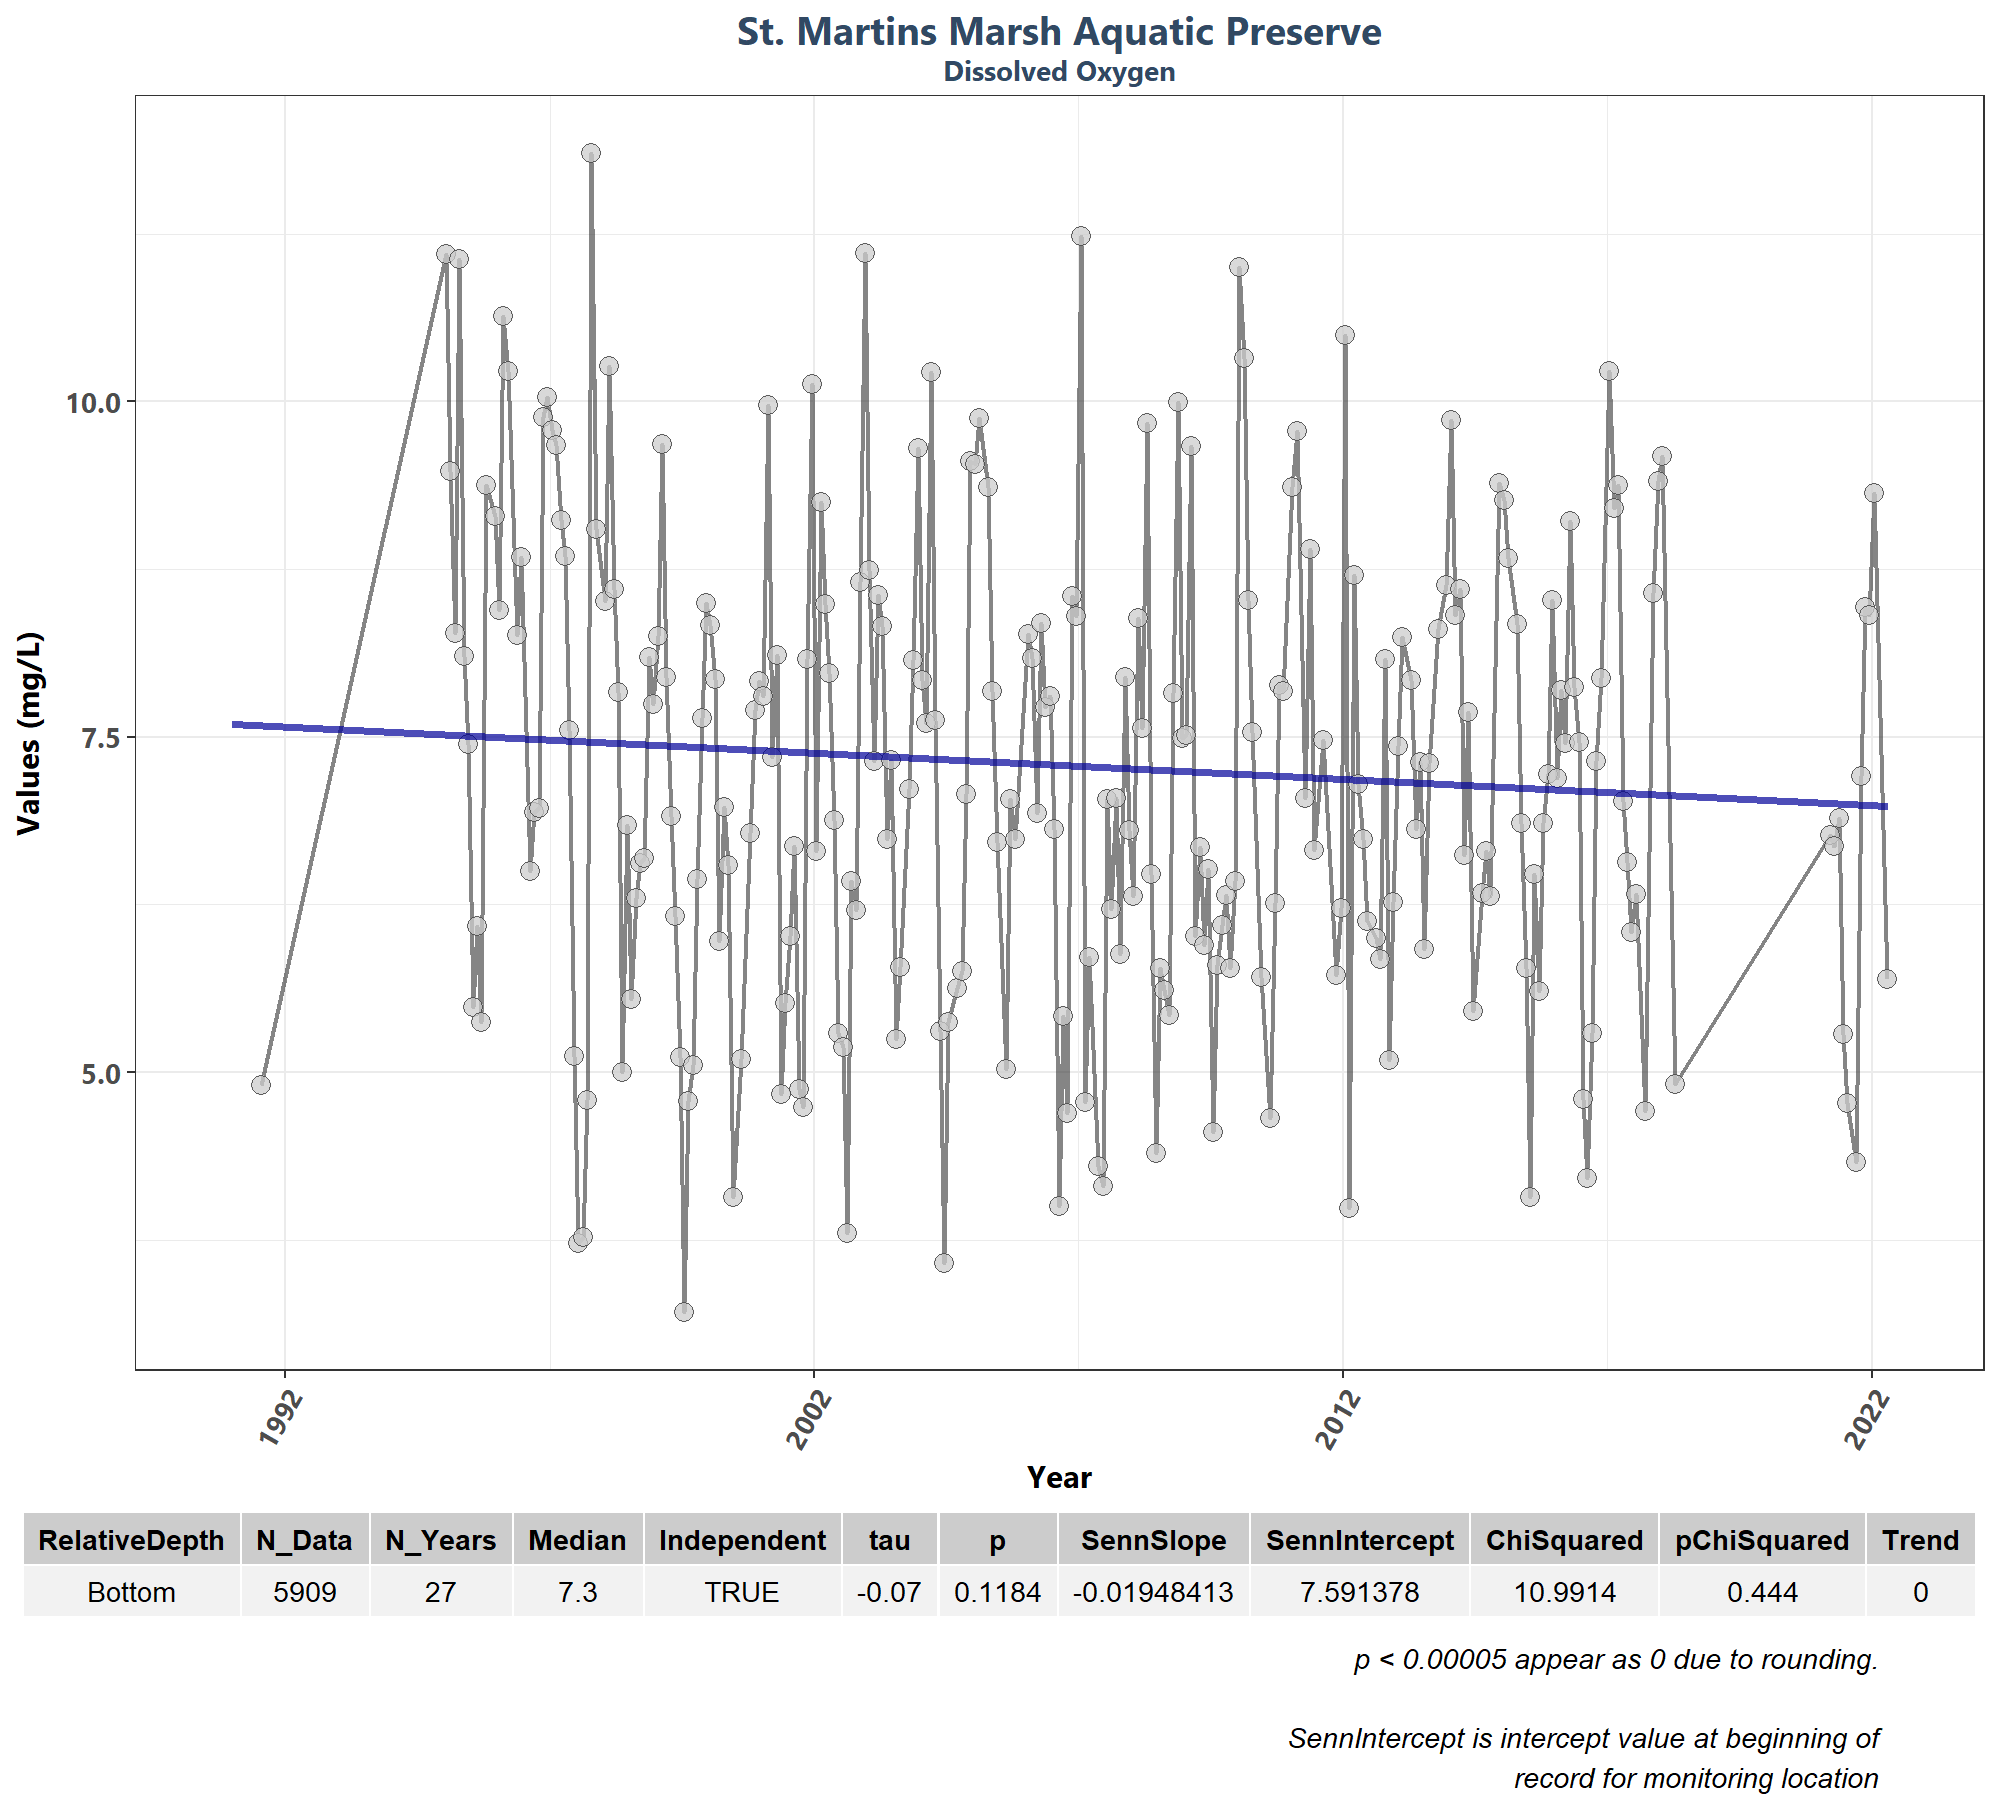 St. Martins Marsh Aquatic Preserve
Dissolved Oxygen
Values (mg/L)
10.0
7.5
5.0
1992 2002 2012 2022
Year
RelativeDepth N_Data N_Years Median Independent tau p SennSlope SennIntercept ChiSquared pChiSquared Trend
Bottom 5909 27 7.3 TRUE -0.07 0.1184 -0.01948413 7.591378 10.9914 0.444 0
p < 0.00005 appear as 0 due to rounding.
SennIntercept is intercept value at beginning of
record for monitoring location